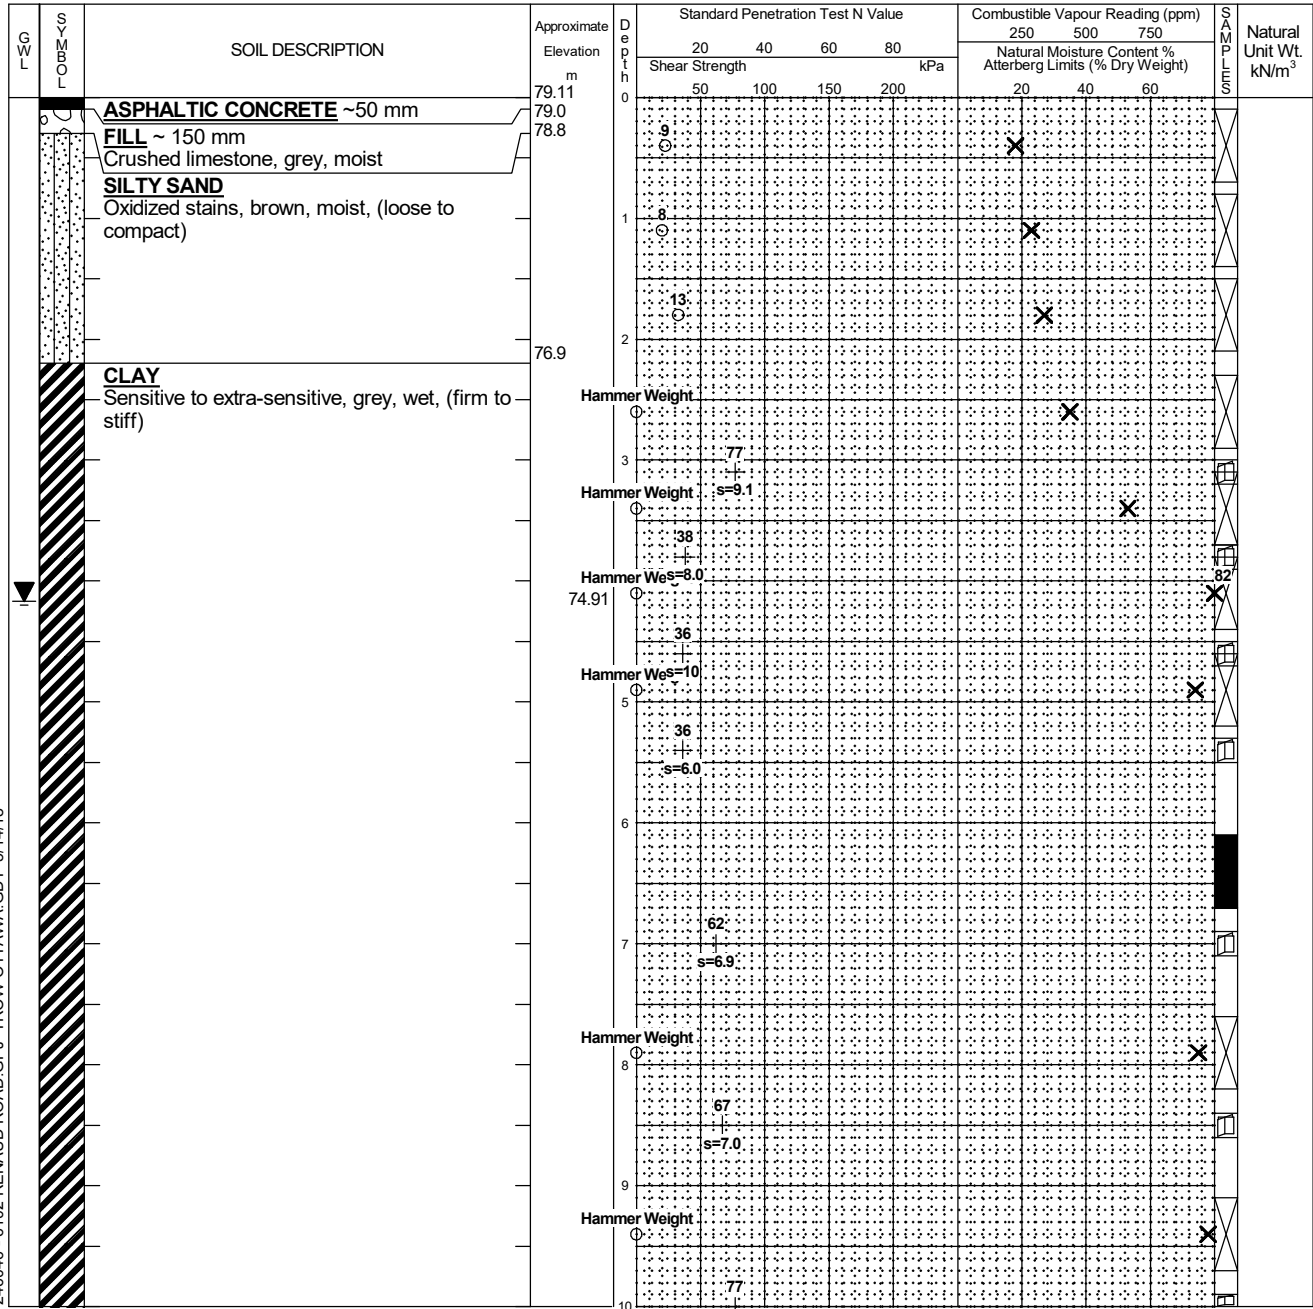 GWL
SYMBOL
SOIL DESCRIPTION
Approximate
Elevation
m
Depth
Standard Penetration Test N Value
20 40 60 80
Shear Strength kPa
50 100 150 200
Combustible Vapour Reading (ppm)
250 500 750
Natural Moisture Content %
Atterberg Limits (% Dry Weight)
20 40 60
SAMPLES
Natural
Unit Wt.
kN/m³
79.11
0
ASPHALTIC CONCRETE ~50 mm
79.0
FILL ~ 150 mm
78.8
Crushed limestone, grey, moist
9
SILTY SAND
Oxidized stains, brown, moist, (loose to
compact)
8
1
13
2
76.9
CLAY
Sensitive to extra-sensitive, grey, wet, (firm to
stiff)
Hammer Weight
77
3
s=9.1
Hammer Weight
38
s=8.0
Hammer We
82
74.91
36
s=10
Hammer We
5
36
s=6.0
6
62
7
s=6.9
Hammer Weight
8
67
s=7.0
9
Hammer Weight
77
10